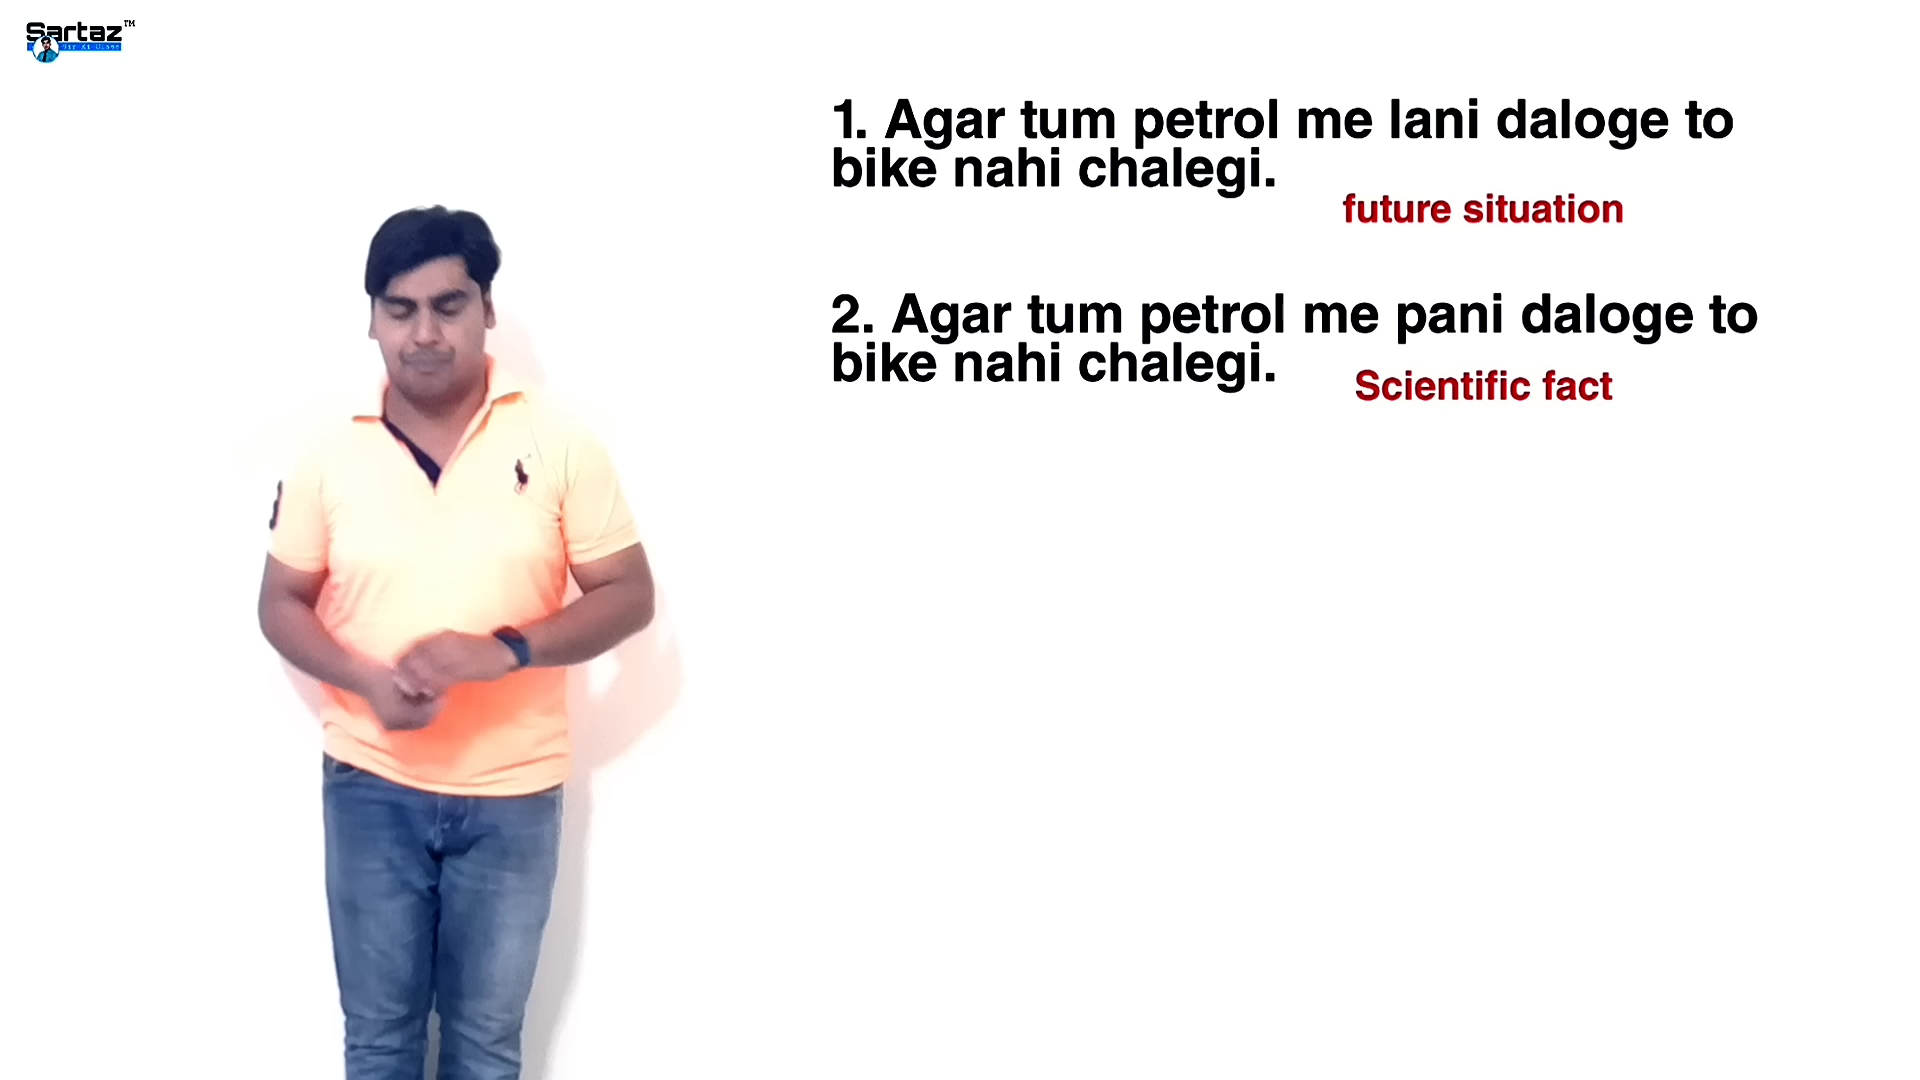 Sartaz™
1. Agar tum petrol me lani daloge to
bike nahi chalegi.
future situation
2. Agar tum petrol me pani daloge to
bike nahi chalegi.
Scientific fact